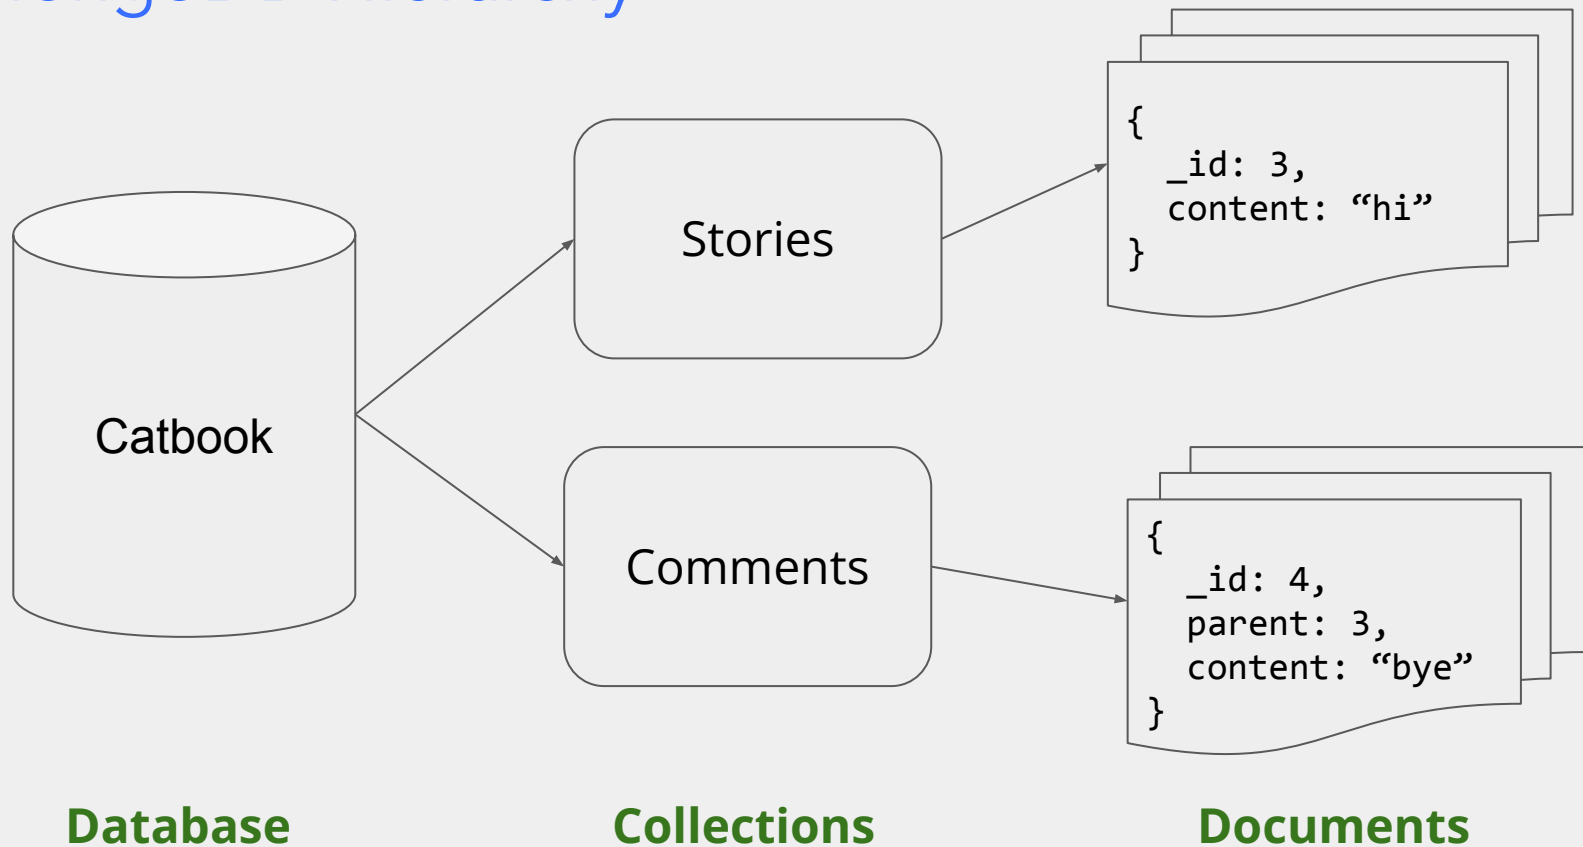 Stories
{
_id: 3,
content: “hi”
}
Catbook
Comments
{
_id: 4,
parent: 3,
content: “bye”
}
Database
Collections
Documents